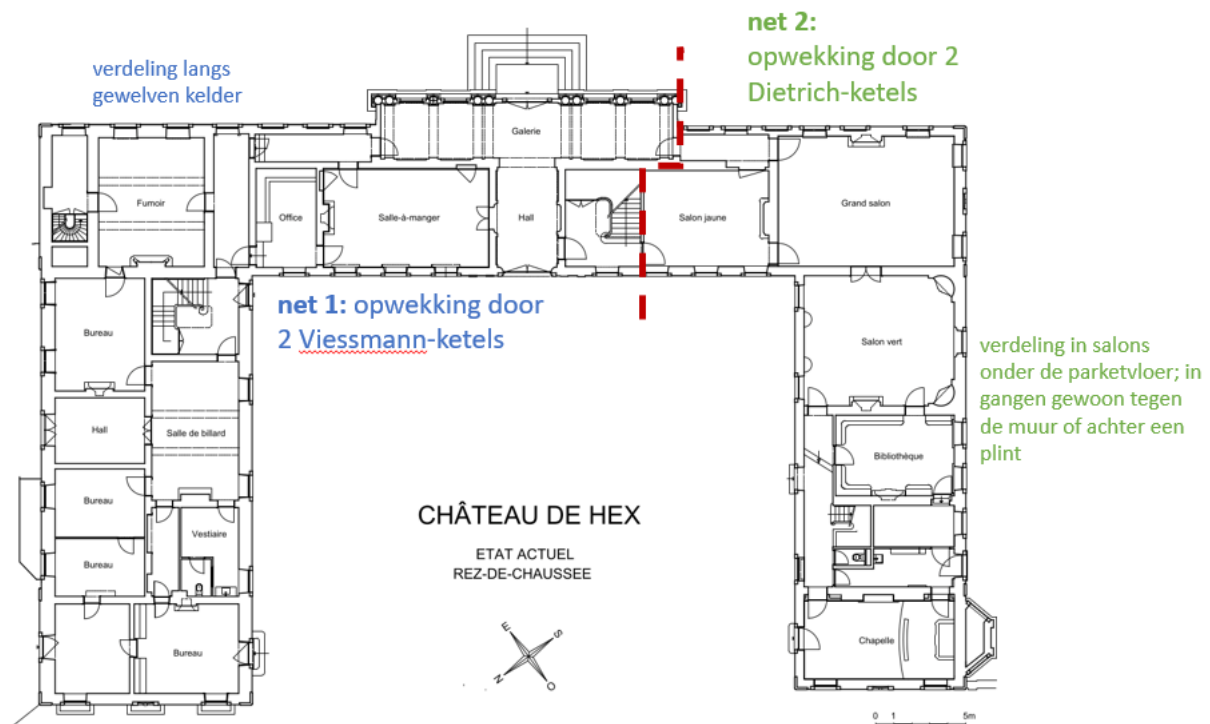 net 2:
opwekking door 2
Dietrich-ketels
verdeling langs
gewelven kelder
Galerie
Fumoir
Office
Salle-à-manger
Hall
Salon jaune
Grand salon
net 1: opwekking door
2 Viessmann-ketels
Bureau
Salon vert
verdeling in salons
onder de parketvloer; in
gangen gewoon tegen
de muur of achter een
plint
Hall
Salle de billard
Bibliothèque
Bureau
Vestiaire
CHÂTEAU DE HEX
ETAT ACTUEL
REZ-DE-CHAUSSEE
Bureau
Bureau
Chapelle
E
S
N
O
0 1 5m